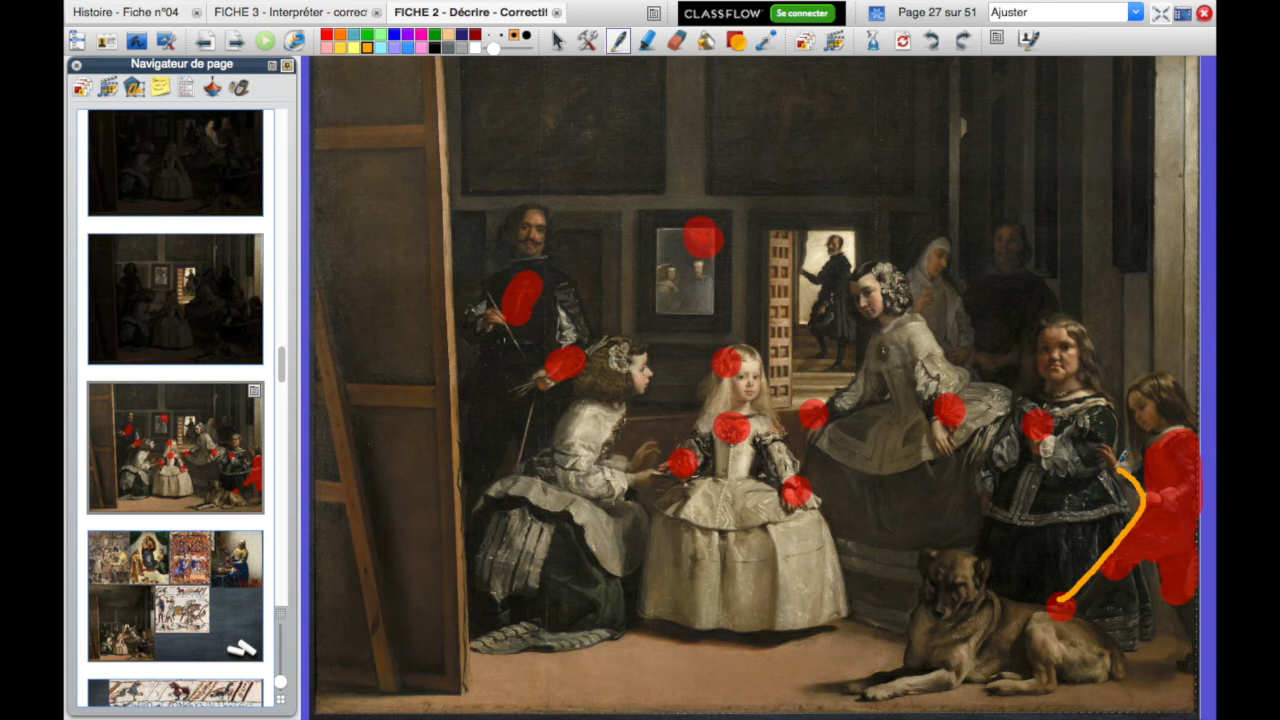 Histoire - Fiche n°04
FICHE 3 - Interpréter - correc
FICHE 2 - Décrire - Correctif
CLASSFLOW
Se connecter
Page 27 sur 51
Ajuster
Navigateur de page